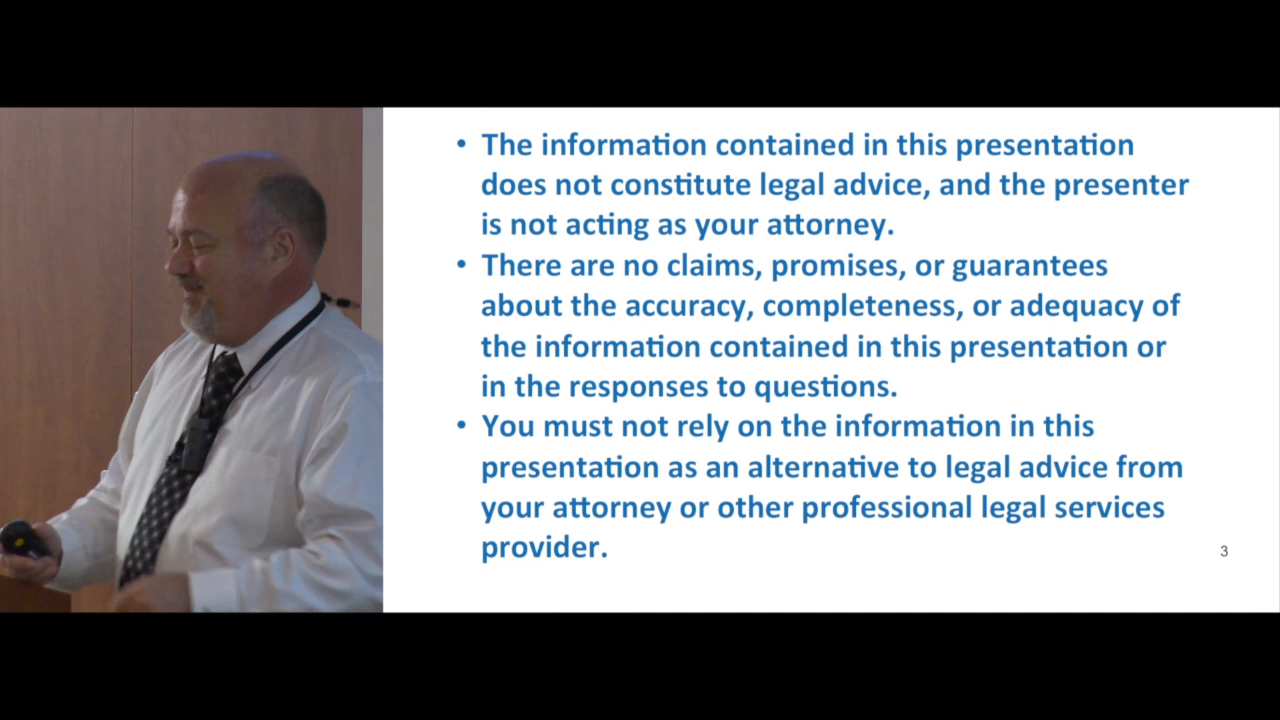 • The information contained in this presentation
does not constitute legal advice, and the presenter
is not acting as your attorney.
• There are no claims, promises, or guarantees
about the accuracy, completeness, or adequacy of
the information contained in this presentation or
in the responses to questions.
• You must not rely on the information in this
presentation as an alternative to legal advice from
your attorney or other professional legal services
provider.
3